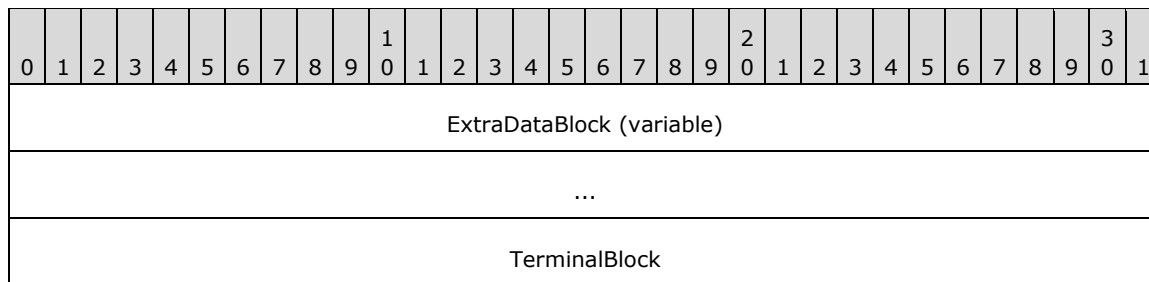 1 2 3
0 1 2 3 4 5 6 7 8 9 0 1 2 3 4 5 6 7 8 9 0 1 2 3 4 5 6 7 8 9 0 1
ExtraDataBlock (variable)
...
TerminalBlock